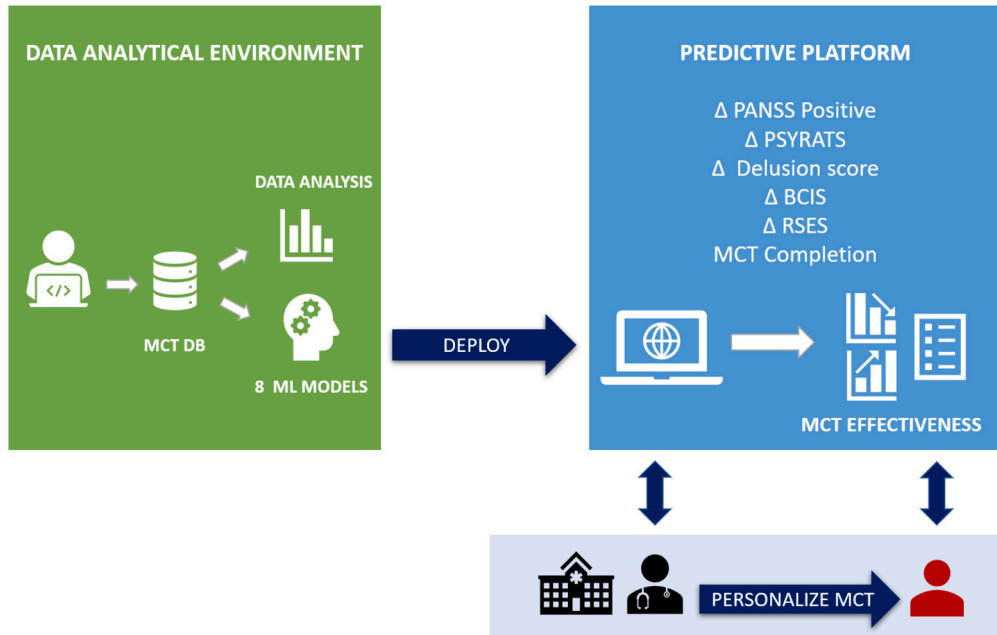 DATA ANALYTICAL ENVIRONMENT
DATA ANALYSIS
</>
MCT DB
8 ML MODELS
DEPLOY
PREDICTIVE PLATFORM
Δ PANSS Positive
Δ PSYRATS
Δ Delusion score
Δ BCIS
Δ RSES
MCT Completion
MCT EFFECTIVENESS
PERSONALIZE MCT